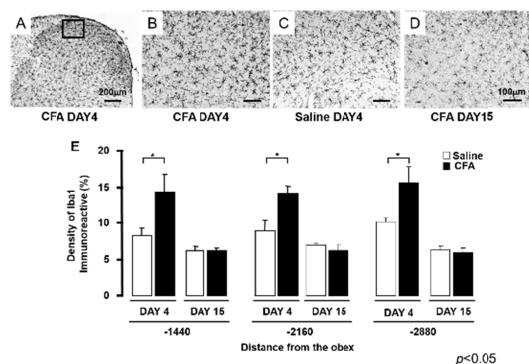 A
B
C
D
200μm
100μm
CFA DAY4
CFA DAY4
Saline DAY4
CFA DAY15
E
Density of Iba1
Immunoreactive (%)
20
15
10
5
0
*
*
*
Saline
CFA
DAY 4
DAY 15
DAY 4
DAY 15
DAY 4
DAY 15
-1440
-2160
-2880
Distance from the obex
p<0.05